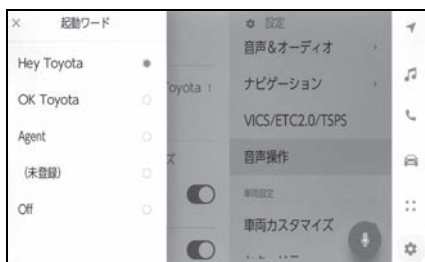 × 起動ワード
Hey Toyota
OK Toyota
Agent
(未登録)
Off
oyota
ズ
設定
音声&オーディオ
ナビゲーション
VICS/ETC2.0/TSPS
音声操作
車両設定
車両カスタマイズ